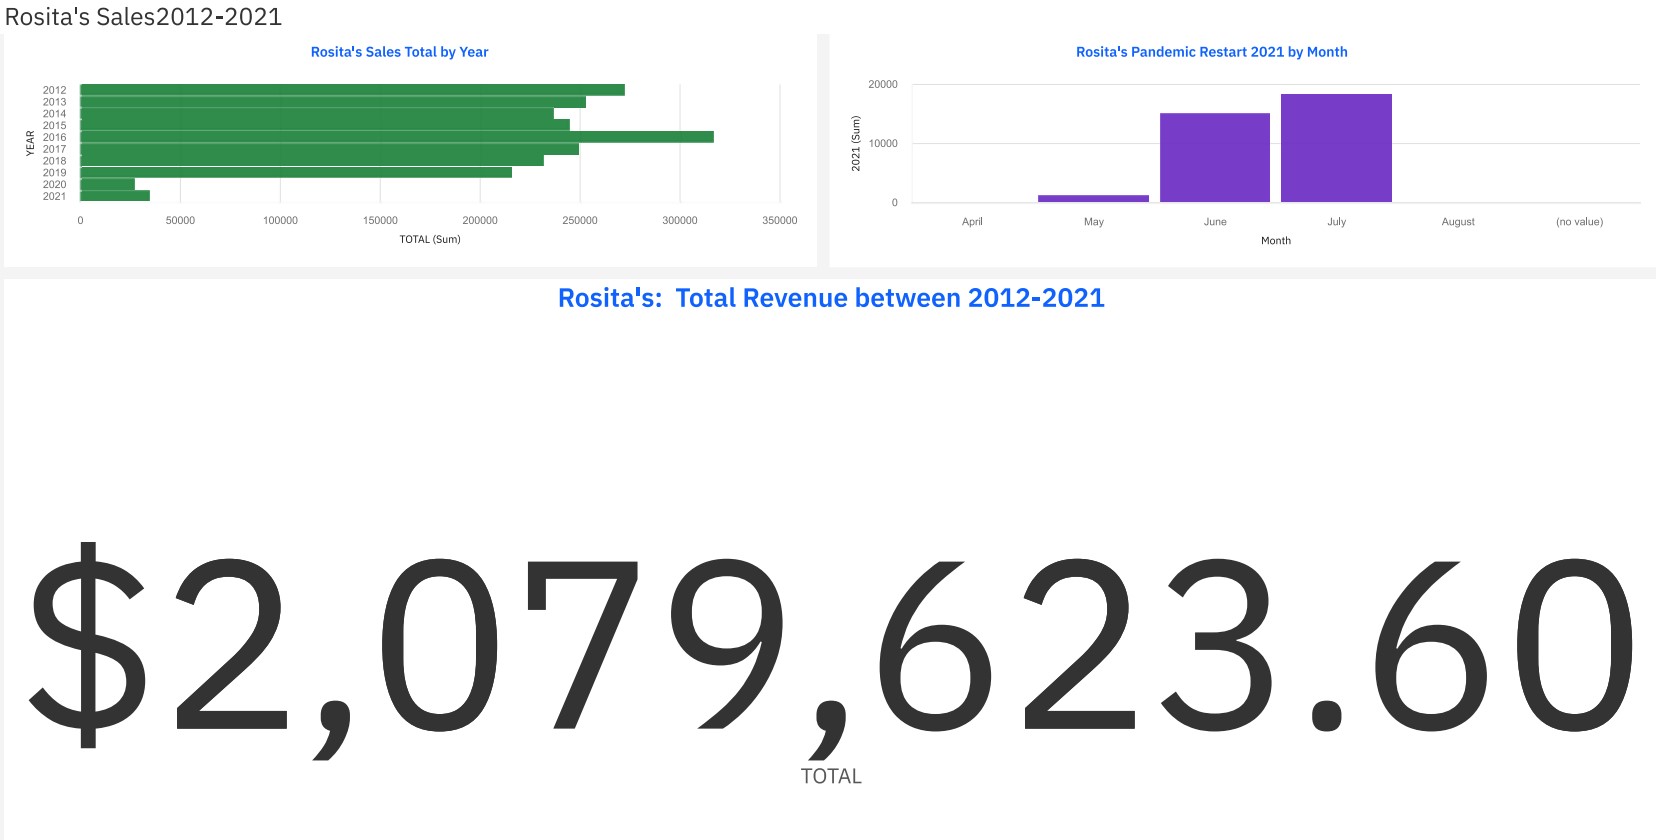 Rosita's Sales2012-2021
Rosita's Sales Total by Year
YEAR
2012
2013
2014
2015
2016
2017
2018
2019
2020
2021
0 50000 100000 150000 200000 250000 300000 350000
TOTAL (Sum)
Rosita's Pandemic Restart 2021 by Month
2021 (Sum)
20000
10000
0
April May June July August (no value)
Month
Rosita's:  Total Revenue between 2012-2021
$2,079,623.60
TOTAL